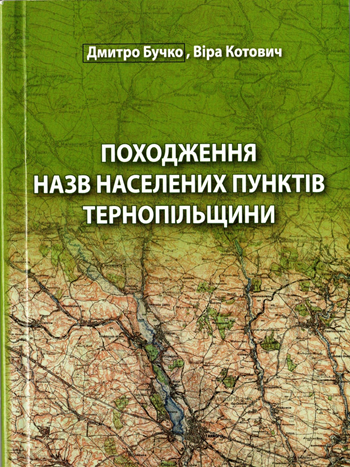 Дмитро Бучко, Віра Котович
ПОХОДЖЕННЯ
НАЗВ НАСЕЛЕНИХ ПУНКТІВ
ТЕРНОПІЛЬЩИНИ